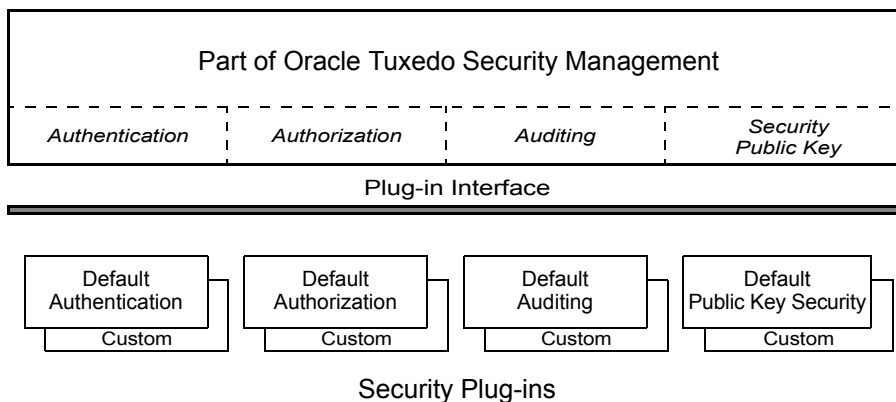 Part of Oracle Tuxedo Security Management
Authentication
Authorization
Auditing
Security
Public Key
Plug-in Interface
Default
Authentication
Custom
Default
Authorization
Custom
Default
Auditing
Custom
Default
Public Key Security
Custom
Security Plug-ins